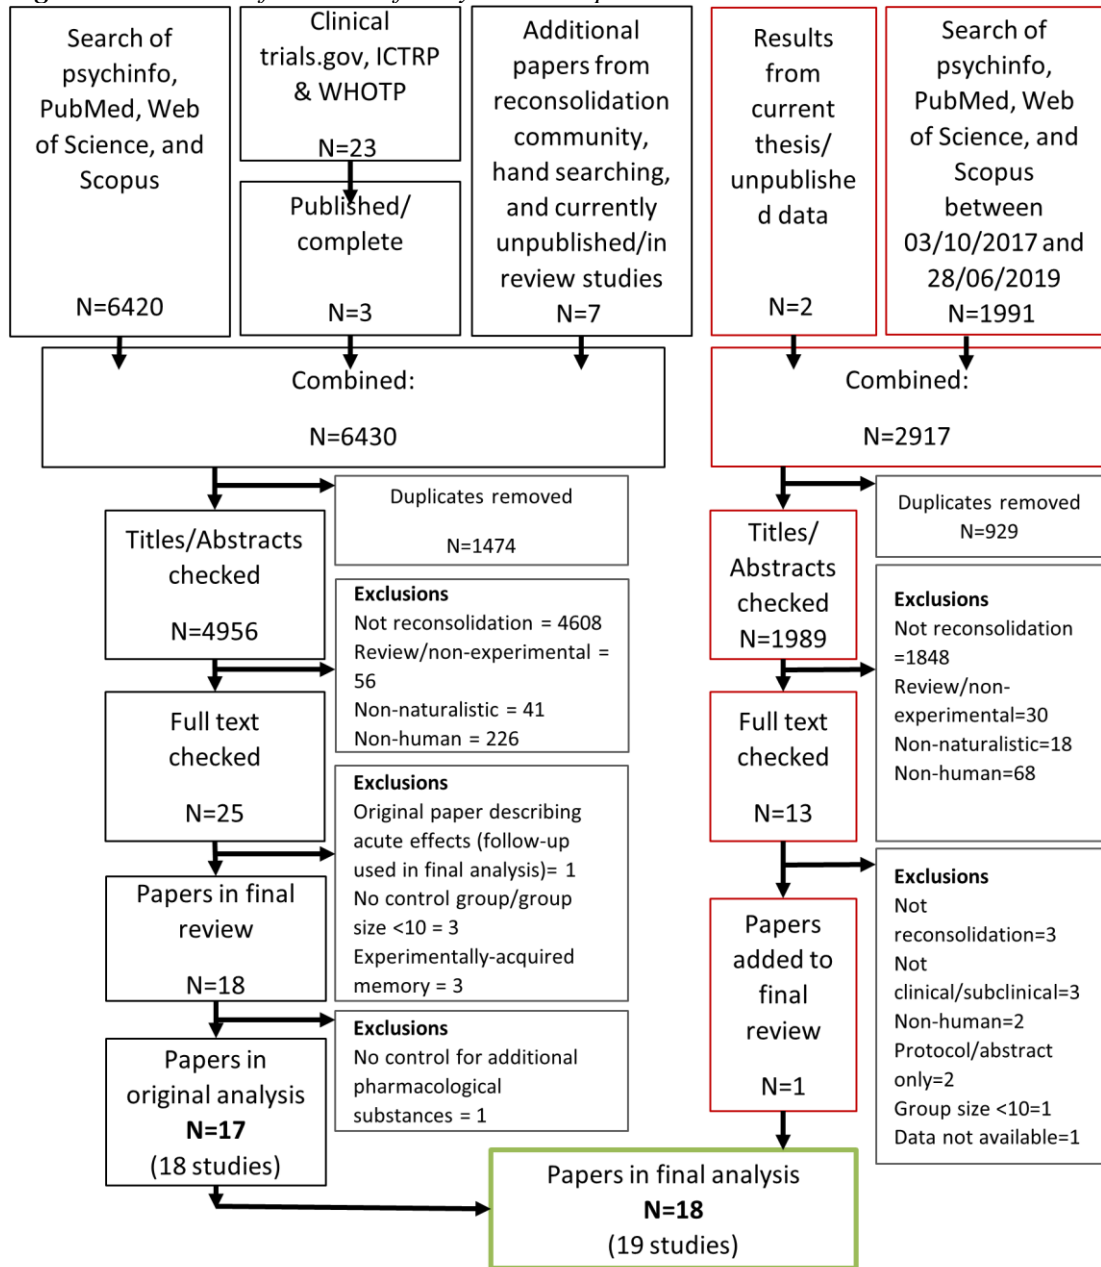 Search of
psychinfo,
PubMed, Web
of Science, and
Scopus
N=6420
Clinical
trials.gov, ICTRP
& WHOTP
N=23
Published/
complete
N=3
Additional
papers from
reconsolidation
community,
hand searching,
and currently
unpublished/in
review studies
N=7
Results
from
current
thesis/
unpublishe
d data
N=2
Search of
psychinfo,
PubMed, Web
of Science, and
Scopus
between
03/10/2017 and
28/06/2019
N=1991
Combined:
N=6430
Combined:
N=2917
Duplicates removed
N=1474
Titles/Abstracts
checked
N=4956
Exclusions
Not reconsolidation = 4608
Review/non-experimental =
56
Non-naturalistic = 41
Non-human = 226
Full text
checked
N=25
Exclusions
Original paper describing
acute effects (follow-up
used in final analysis)= 1
No control group/group
size <10 = 3
Experimentally-acquired
memory = 3
Papers in final
review
N=18
Exclusions
No control for additional
pharmacological
substances = 1
Papers in
original analysis
N=17
(18 studies)
Duplicates removed
N=929
Titles/
Abstracts
checked
N=1989
Exclusions
Not reconsolidation
=1848
Review/non-
experimental=30
Non-naturalistic=18
Non-human=68
Full text
checked
N=13
Exclusions
Not
reconsolidation=3
Not
clinical/subclinical=3
Non-human=2
Protocol/abstract
only=2
Group size <10=1
Data not available=1
Papers
added to
final
review
N=1
Papers in final analysis
N=18
(19 studies)